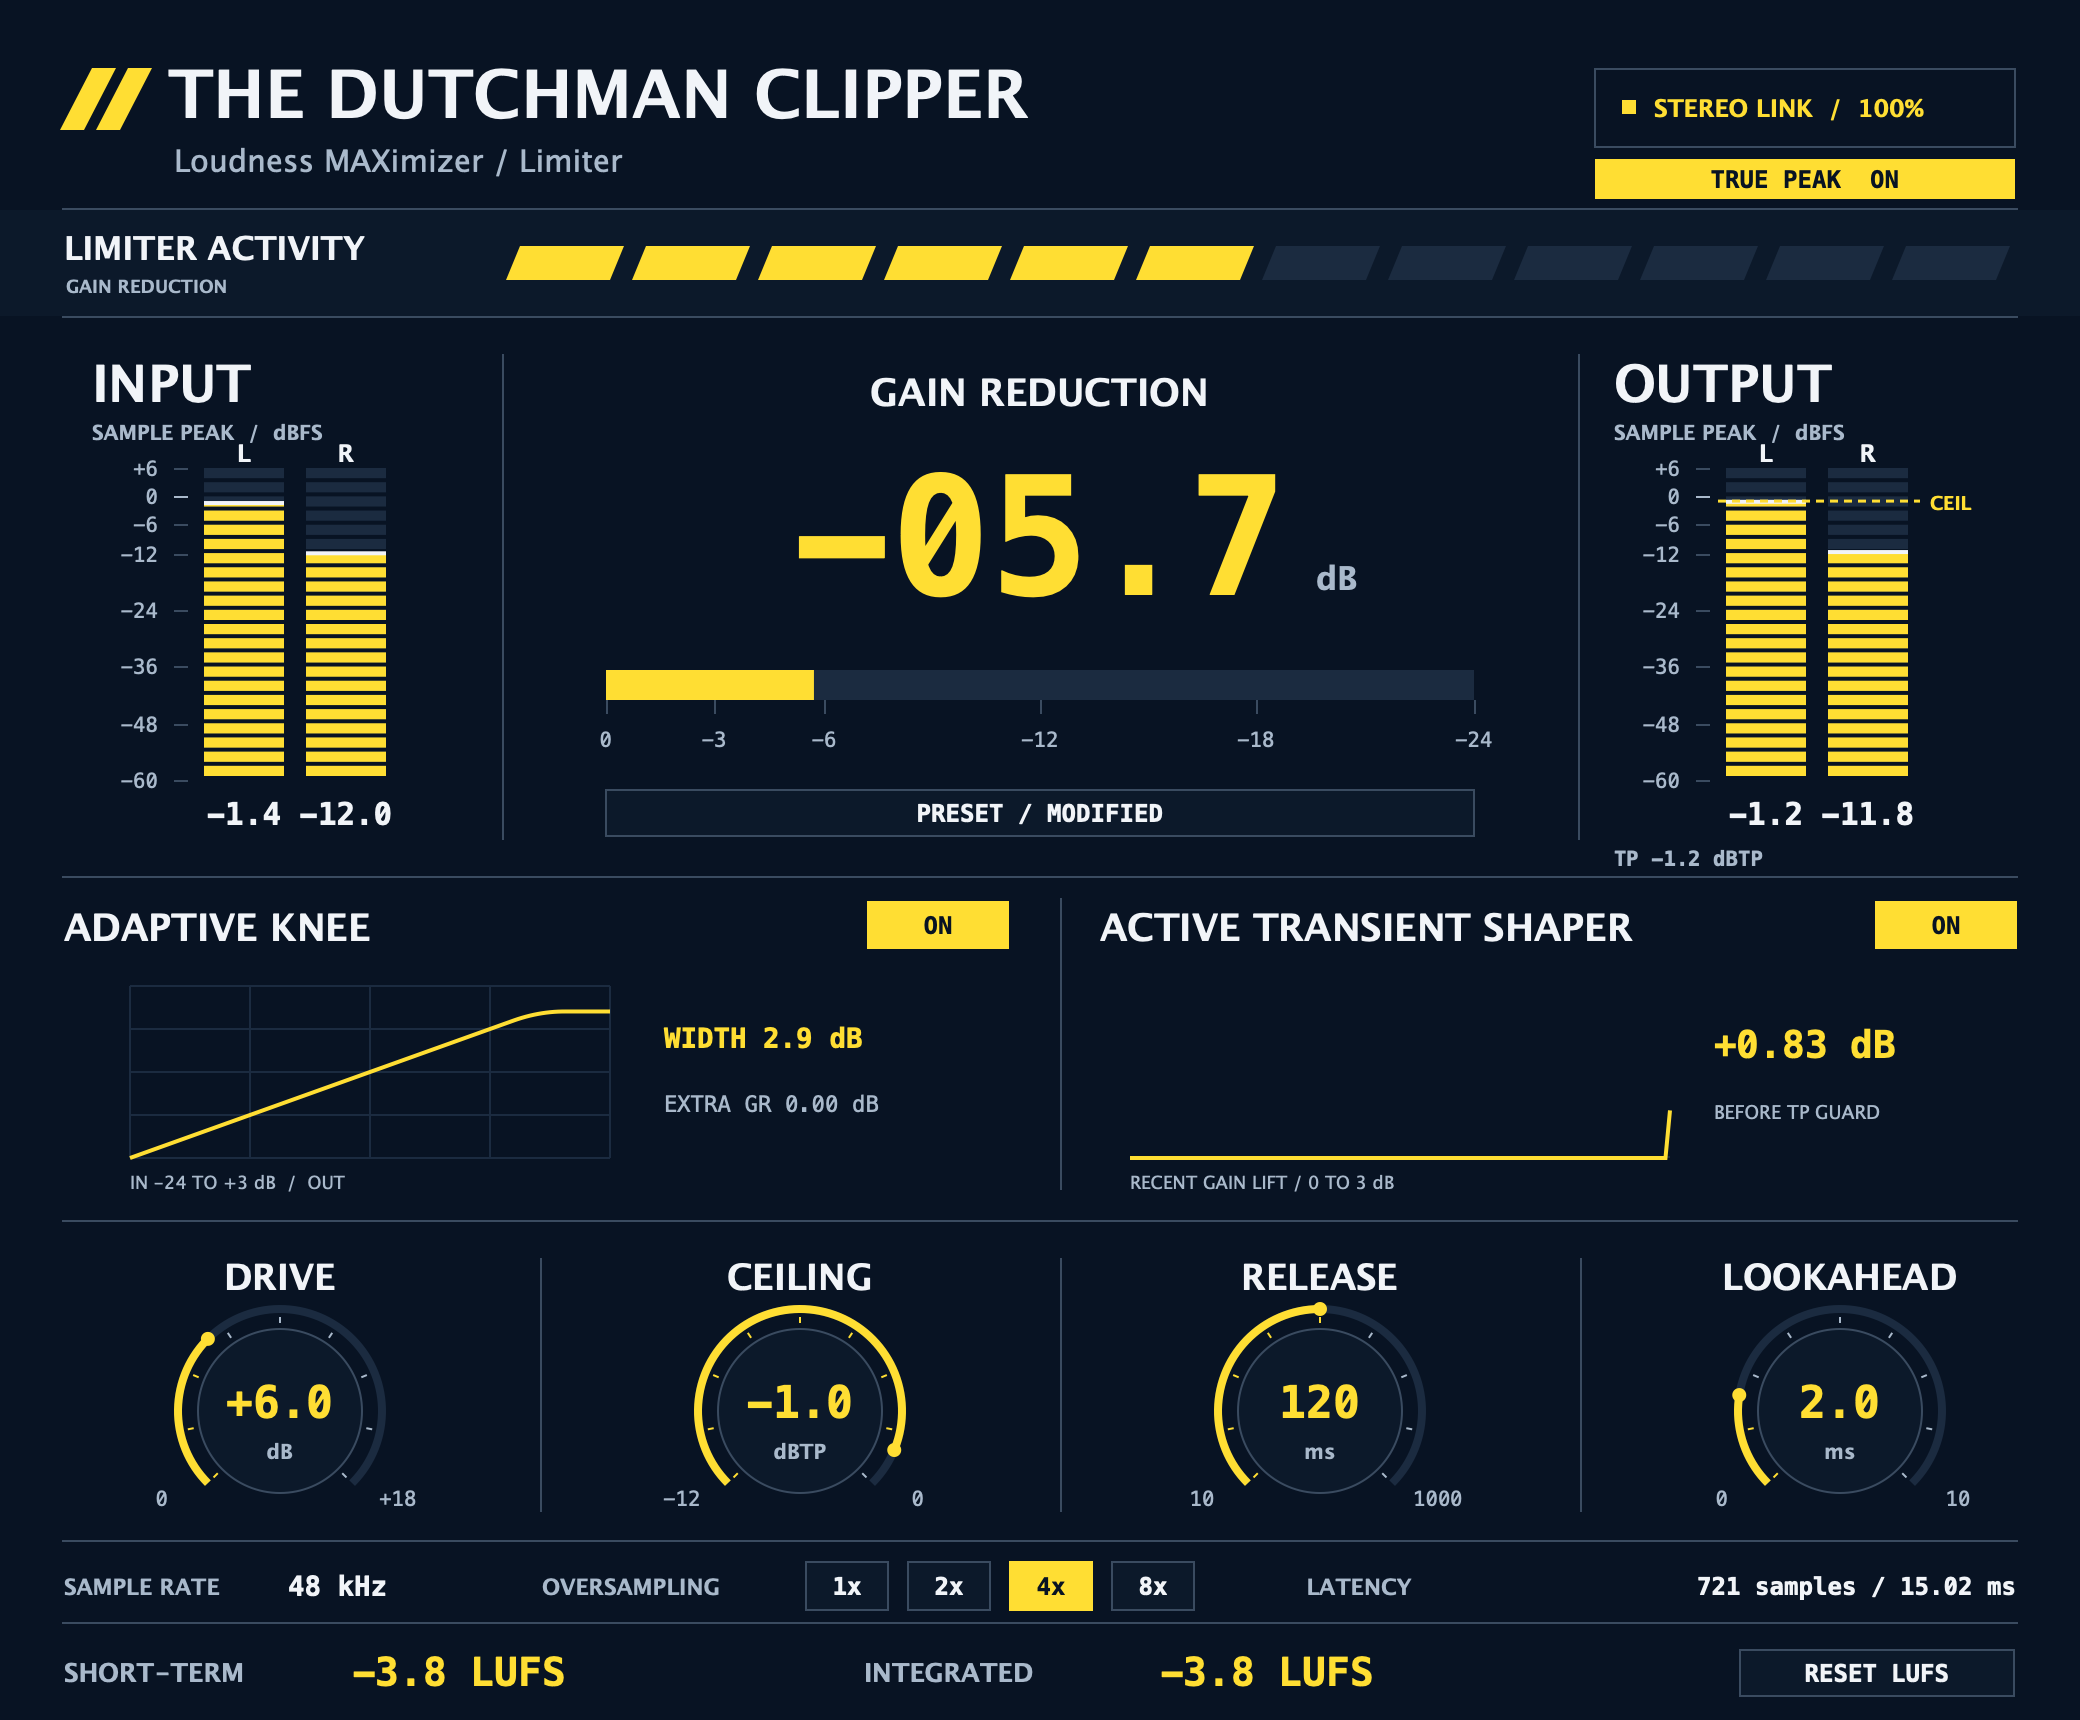 THE DUTCHMAN CLIPPER
Loudness MAXimizer / Limiter
STEREO LINK / 100%
TRUE PEAK ON
LIMITER ACTIVITY
GAIN REDUCTION
INPUT
SAMPLE PEAK / dBFS
L R
+6
0
−6
−12
−24
−36
−48
−60
−1.4 −12.0
GAIN REDUCTION
−05.7 dB
0 −3 −6 −12 −18 −24
PRESET / MODIFIED
OUTPUT
SAMPLE PEAK / dBFS
L R
+6
0
CEIL
−6
−12
−24
−36
−48
−60
−1.2 −11.8
TP −1.2 dBTP
ADAPTIVE KNEE
ON
WIDTH 2.9 dB
EXTRA GR 0.00 dB
IN −24 TO +3 dB / OUT
ACTIVE TRANSIENT SHAPER
ON
+0.83 dB
BEFORE TP GUARD
RECENT GAIN LIFT / 0 TO 3 dB
DRIVE
+6.0
dB
0 +18
CEILING
−1.0
dBTP
−12 0
RELEASE
120
ms
10 1000
LOOKAHEAD
2.0
ms
0 10
SAMPLE RATE 48 kHz OVERSAMPLING 1x 2x 4x 8x LATENCY 721 samples / 15.02 ms
SHORT−TERM −3.8 LUFS INTEGRATED −3.8 LUFS RESET LUFS